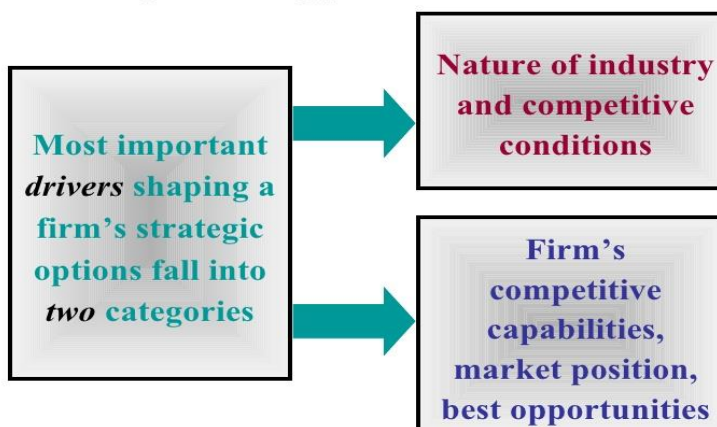 Most important
drivers shaping a
firm's strategic
options fall into
two categories
Nature of industry
and competitive
conditions
Firm's
competitive
capabilities,
market position,
best opportunities